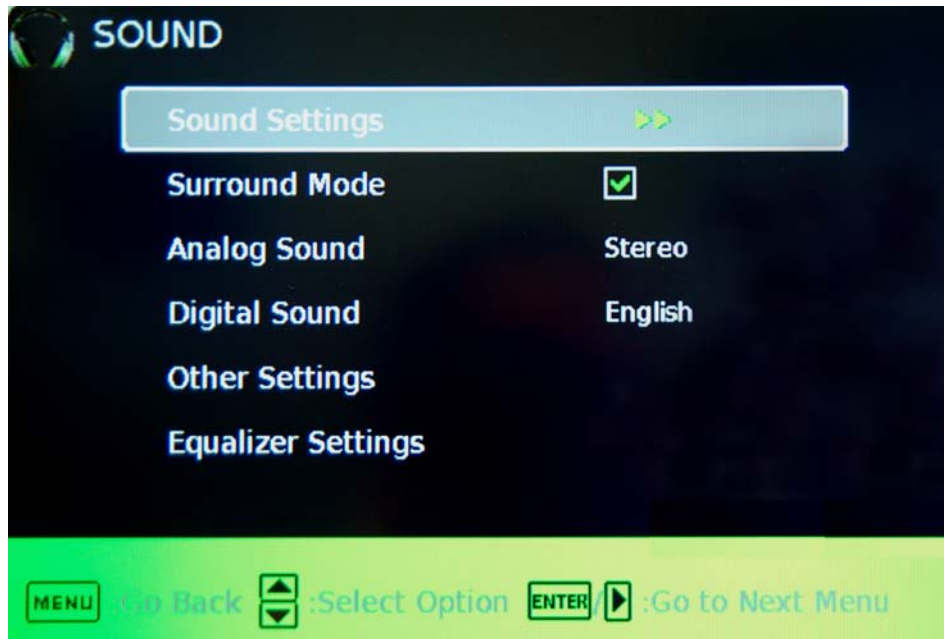 SOUND
Sound Settings
Surround Mode
Analog Sound Stereo
Digital Sound English
Other Settings
Equalizer Settings
MENU :Go Back :Select Option ENTER/ :Go to Next Menu